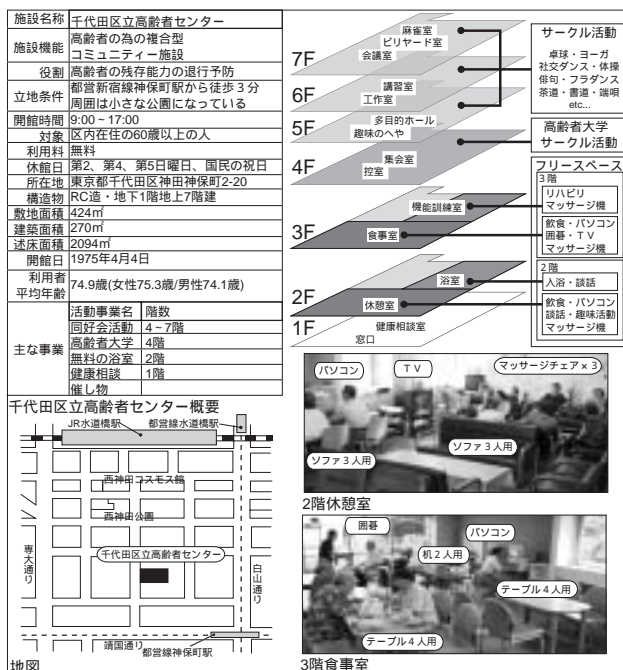 施設名称 千代田区立高齢者センター
施設機能 高齢者の為の複合型
コミュニティー施設
役割 高齢者の残存能力の退行予防
立地条件 都営新宿線神保町駅から徒歩３分
周囲は小さな公園になっている
開館時間 9:00~17:00
対象 区内在住の60歳以上の人
利用料 無料
休館日 第2、第4、第5日曜日、国民の祝日
所在地 東京都千代田区神田神保町2-20
構造物 RC造・地下1階地上7階建
敷地面積 424㎡
建築面積 270㎡
述床面積 2094㎡
開館日 1975年4月4日
利用者
平均年齢 74.9歳(女性75.3歳/男性74.1歳)
主な事業
活動事業名 階数
同好会活動 4~7階
高齢者大学 4階
無料の浴室 2階
健康相談 1階
催し物
千代田区立高齢者センター概要
JR水道橋駅
都営線水道橋駅
西神田コスモス館
西神田公園
千代田区立高齢者センター
専大通り
白山通り
靖国通り
都営線神保町駅
地図
7F
麻雀室
ビリヤード室
会議室
6F
講習室
工作室
5F
多目的ホール
趣味のへや
4F
集会室
控室
3F
機能訓練室
食事室
2F
浴室
休憩室
1F
健康相談室
窓口
サークル活動
卓球・ヨーガ
社交ダンス・体操
俳句・フラダンス
茶道・書道・端唄
etc...
高齢者大学
サークル活動
フリースペース
3階
リハビリ
マッサージ機
飲食・パソコン
囲碁・ＴＶ
マッサージ機
2階
入浴・談話
飲食・パソコン
談話・趣味活動
マッサージ機
パソコン
ＴＶ
マッサージチェア×３
ソファ３人用
ソファ３人用
2階休憩室
囲碁
パソコン
机２人用
テーブル４人用
テーブル４人用
3階食事室